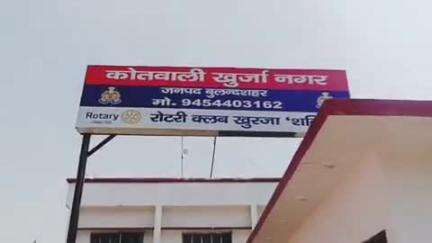 कोतवाली खुर्जा नगर
जनपद बुलन्दशहर
मो. 9454403162
Rotary रोटरी क्लब खुरजा